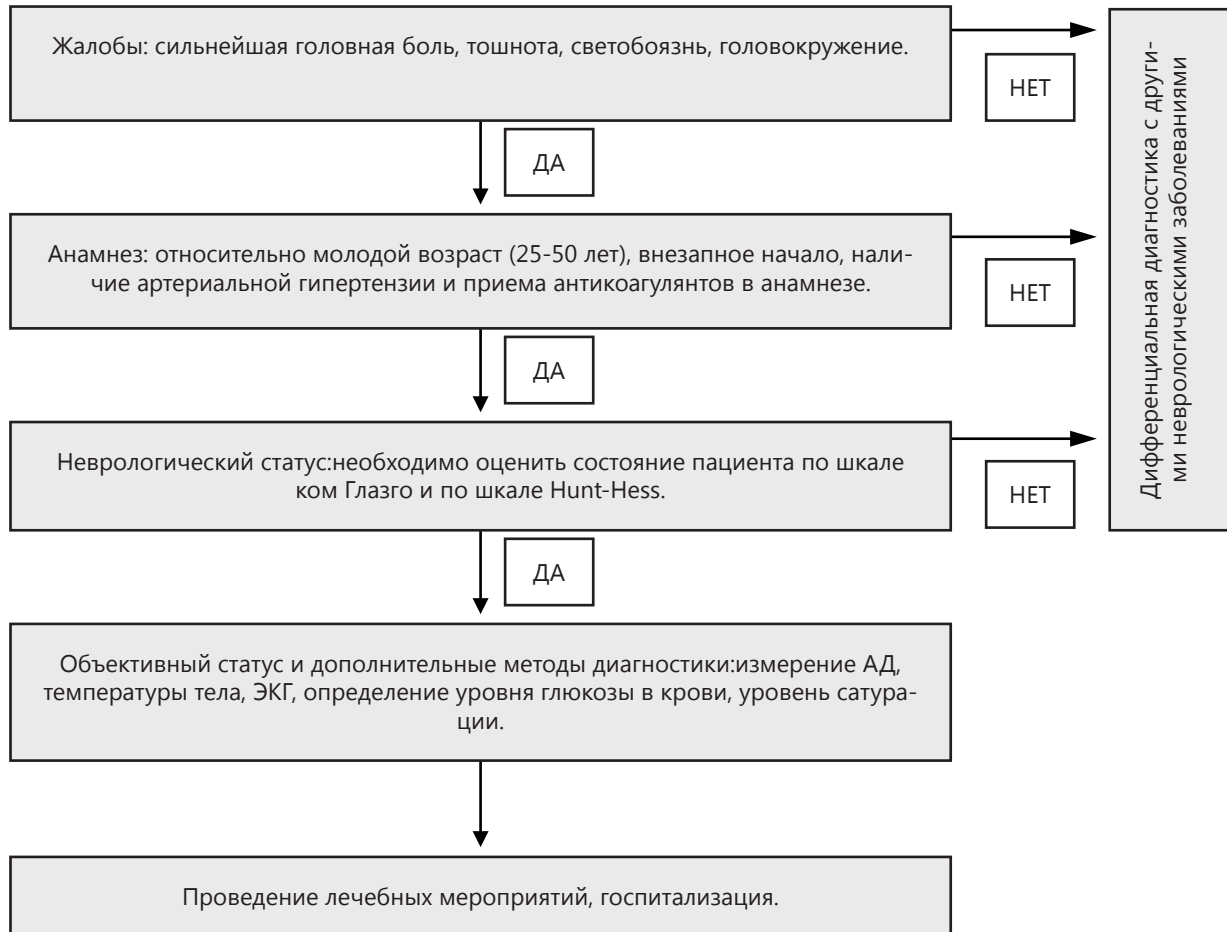 Жалобы: сильнейшая головная боль, тошнота, светобоязнь, головокружение.
НЕТ
ДА
Анамнез: относительно молодой возраст (25-50 лет), внезапное начало, нали-
чие артериальной гипертензии и приема антикоагулянтов в анамнезе.
НЕТ
ДА
Неврологический статус:необходимо оценить состояние пациента по шкале
ком Глазго и по шкале Hunt-Hess.
НЕТ
ДА
Объективный статус и дополнительные методы диагностики:измерение АД,
температуры тела, ЭКГ, определение уровня глюкозы в крови, уровень сатура-
ции.
Проведение лечебных мероприятий, госпитализация.
Дифференциальная диагностика с други-
ми неврологическими заболеваниями